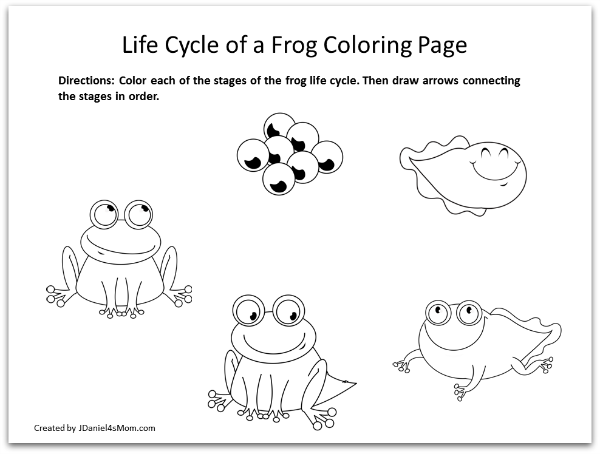 Life Cycle of a Frog Coloring Page
Directions: Color each of the stages of the frog life cycle. Then draw arrows connecting
the stages in order.
Created by JDaniel4sMom.com